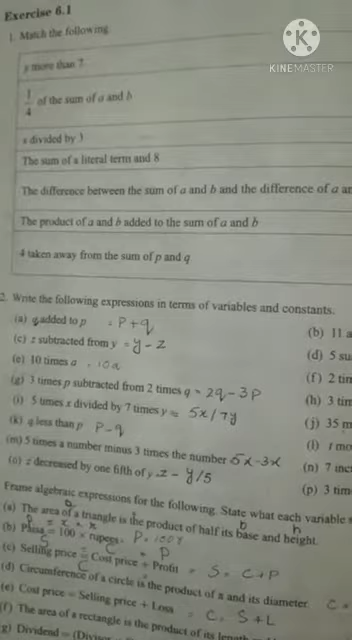 Exercise 6.1
KINEMASTER
1. Match the following
y more than 7
1/4 of the sum of a and b
x divided by 3
The sum of a literal term and 8
The difference between the sum of a and b and the difference of a
The product of a and b added to the sum of a and b
4 taken away from the sum of p and q
2. Write the following expressions in terms of variables and constants.
(a) q added to p = P+q
(b) 11
(c) z subtracted from y = y – z
(d) 5
(e) 10 times a = 10a
(f) 2
(g) 3 times p subtracted from 2 times q = 2q – 3P
(h) 3
(i) 5 times x divided by 7 times y = 5x/7y
(j) 35
(k) q less than p P – q
(l)
(m) 5 times a number minus 3 times the number 5x – 3x
(n) 7
(o) z decreased by one fifth of y. z – y/5
(p) 3
Frame algebraic expressions for the following. State what each variable
(a) The area of a triangle is the product of half its base and height.
b h
(b) Paisa = 100 × rupees. P = 100
(c) Selling price = Cost price + Profit = S = C+P
S C P
(d) Circumference of a circle is the product of π and its diameter C =
(e) Cost price = Selling price + Loss = C = S + L
(f) The area of a rectangle is the product of its
(g) Dividend =